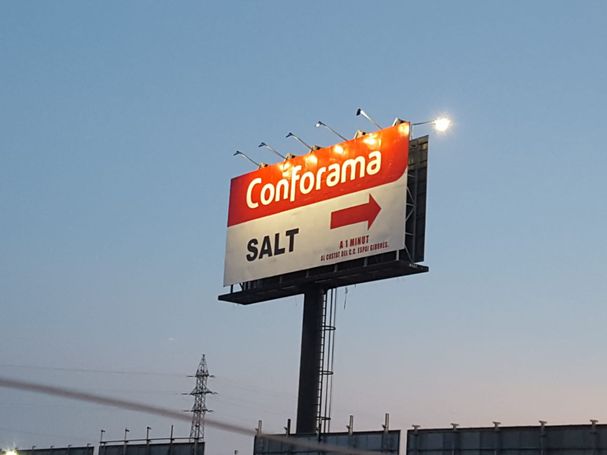 Conforama
SALT
A 1 MINUT
AL COSTAT DEL C.C. ESPAI GIRONÈS.